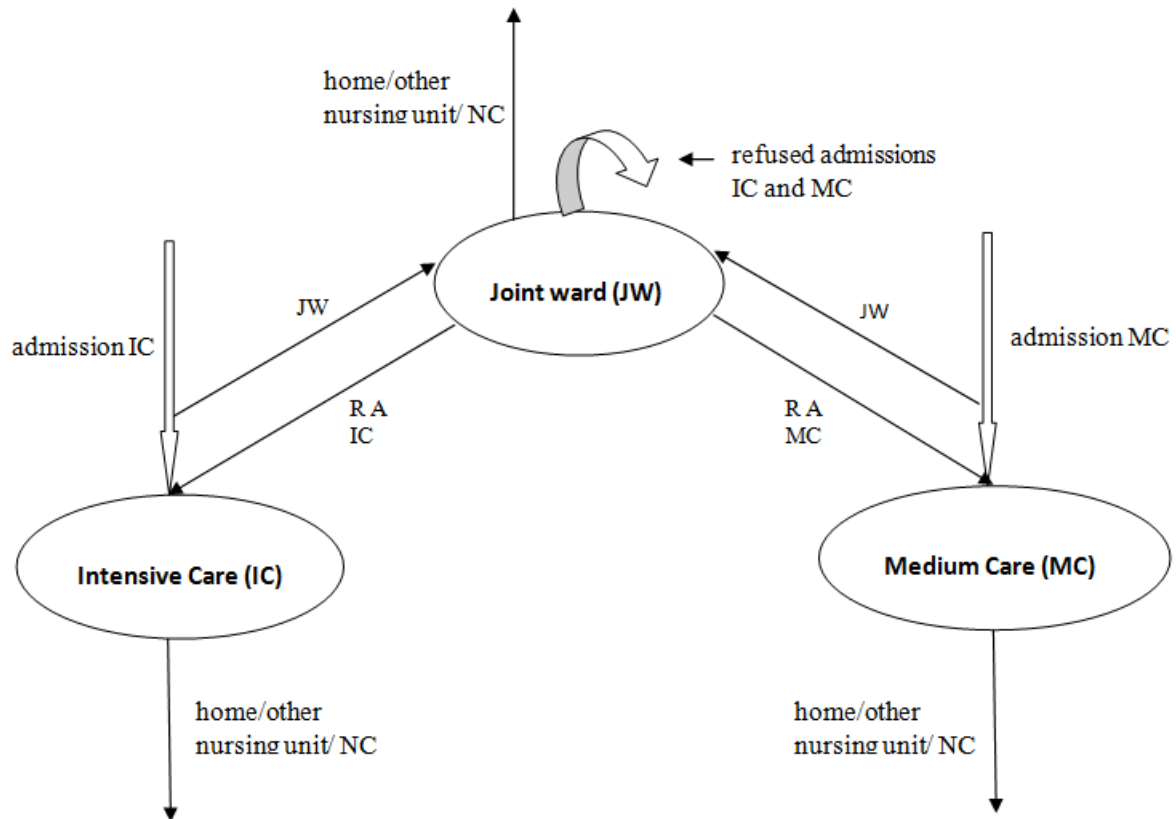 home/other
nursing unit/ NC
refused admissions
IC and MC
Joint ward (JW)
JW
JW
admission IC
admission MC
R A
IC
R A
MC
Intensive Care (IC)
Medium Care (MC)
home/other
nursing unit/ NC
home/other
nursing unit/ NC